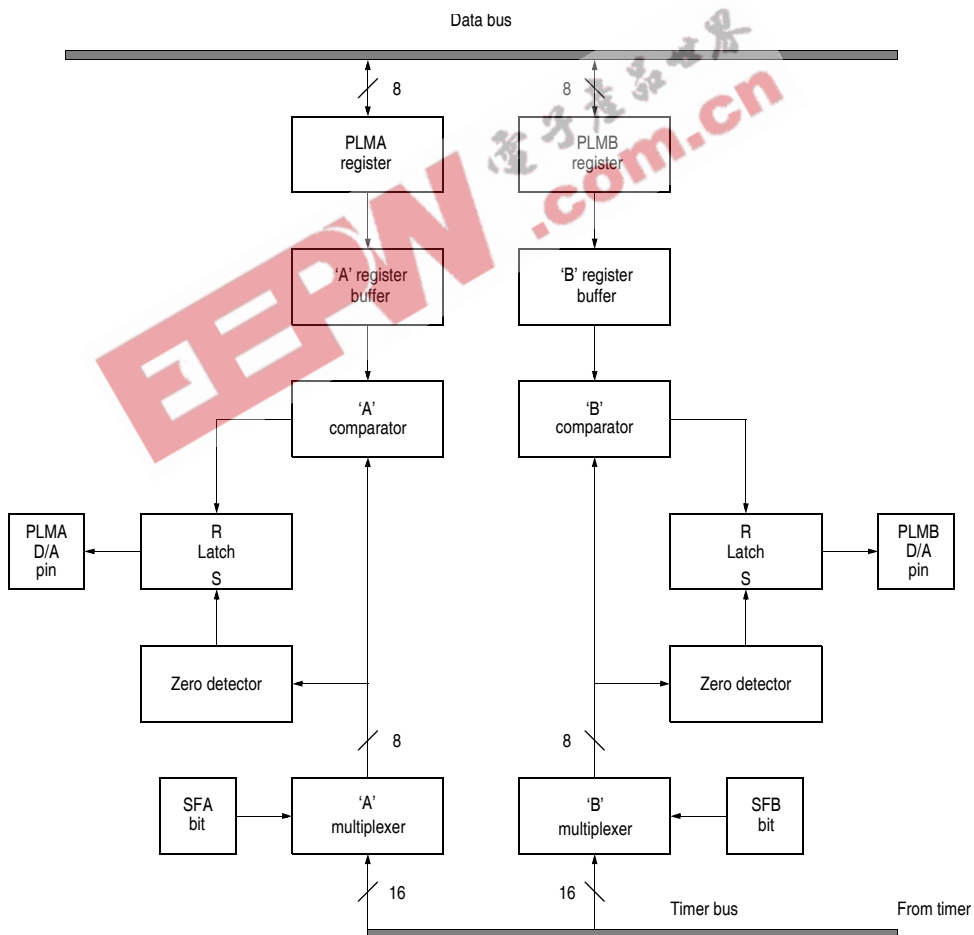 Data bus
8
8
PLMA
register
PLMB
register
電子產品世界
.com.cn
EEPW
'A' register
buffer
'B' register
buffer
'A'
comparator
'B'
comparator
PLMA
D/A
pin
R
Latch
S
R
Latch
S
PLMB
D/A
pin
Zero detector
Zero detector
8
8
SFA
bit
'A'
multiplexer
'B'
multiplexer
SFB
bit
16
16
Timer bus
From timer